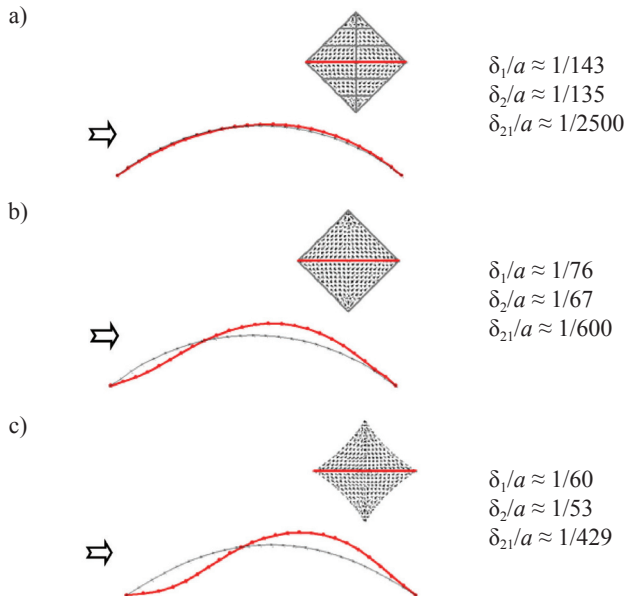 a)
δ₁/a ≈ 1/143
δ₂/a ≈ 1/135
δ₂₁/a ≈ 1/2500
b)
δ₁/a ≈ 1/76
δ₂/a ≈ 1/67
δ₂₁/a ≈ 1/600
c)
δ₁/a ≈ 1/60
δ₂/a ≈ 1/53
δ₂₁/a ≈ 1/429